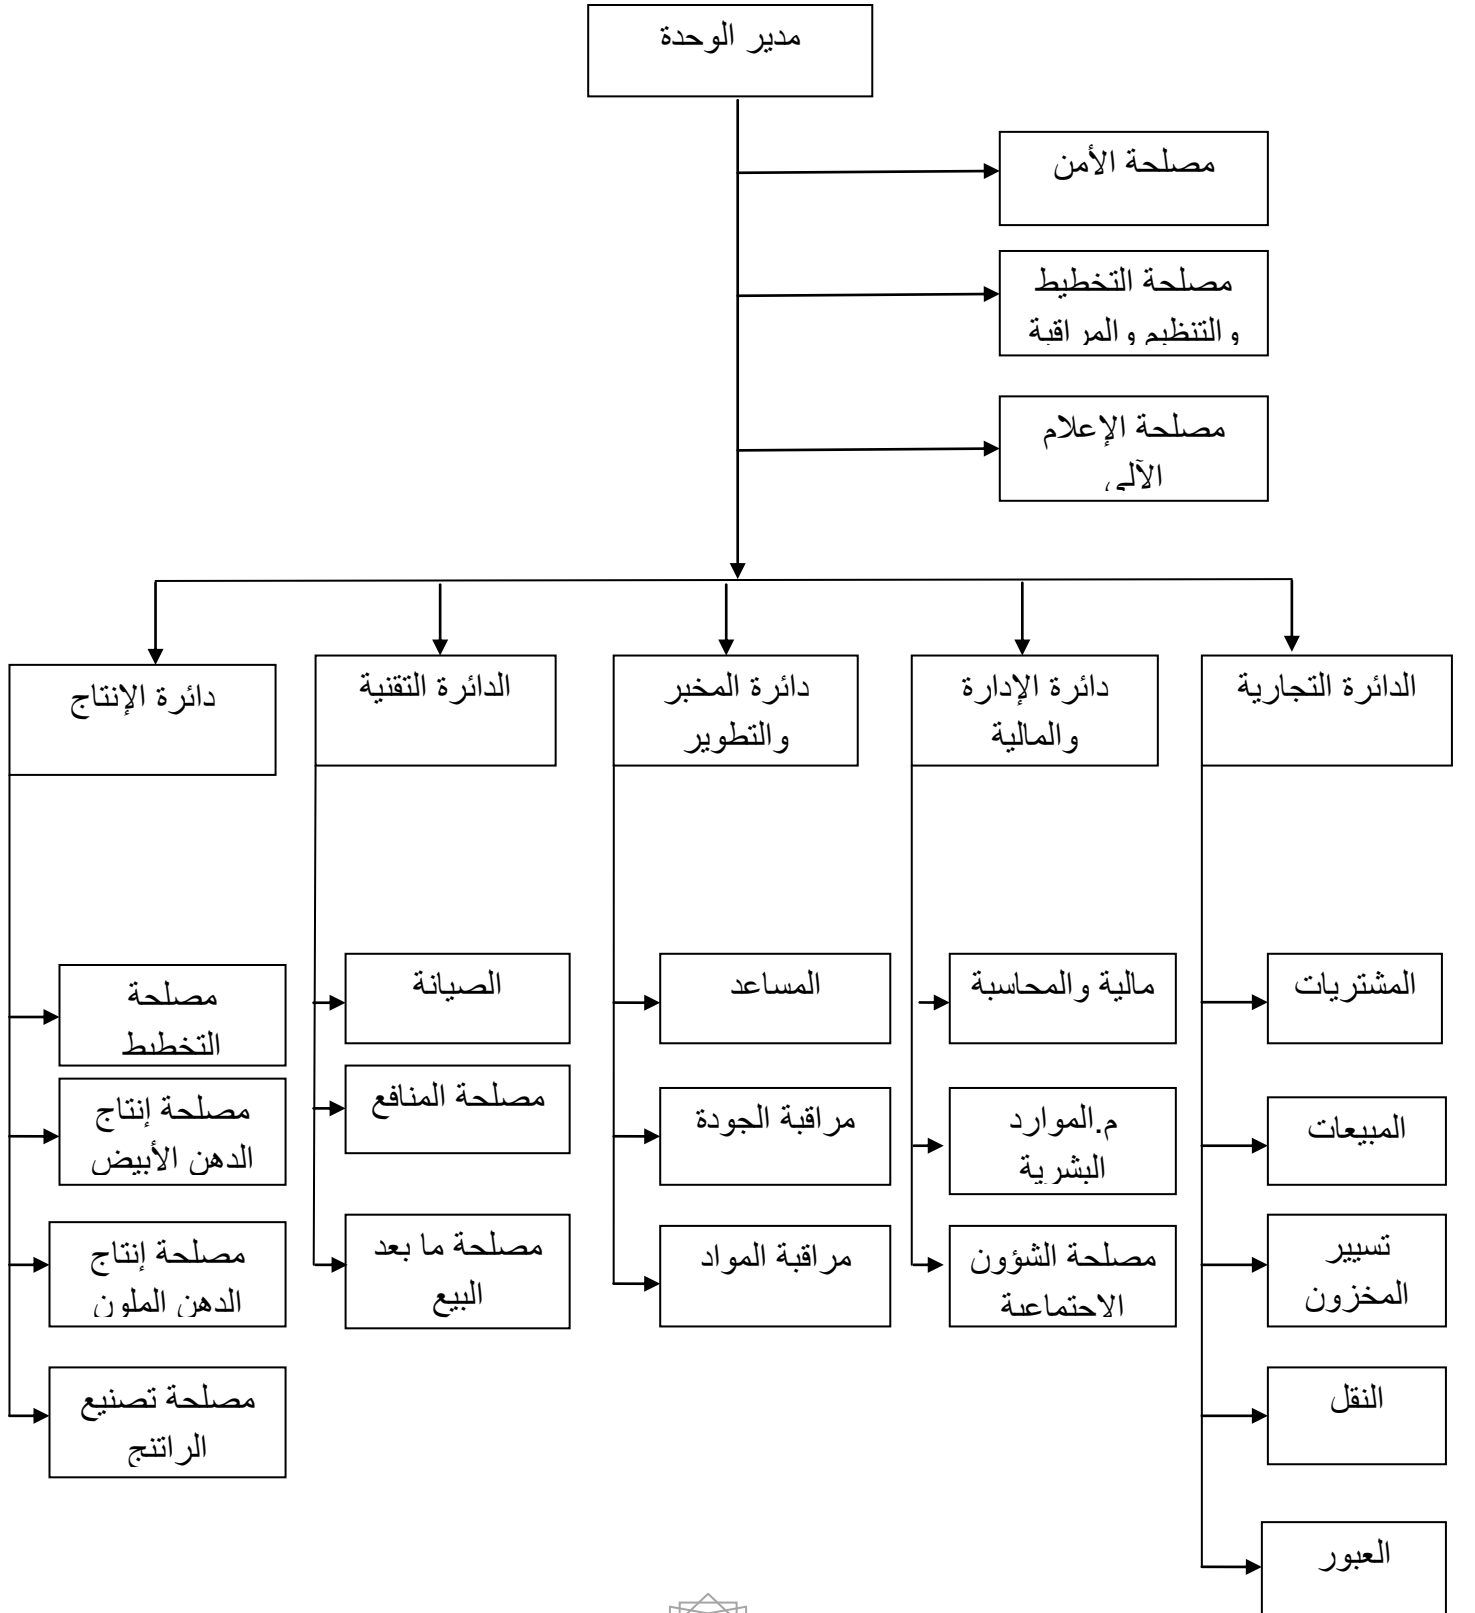 مدير الوحدة
مصلحة الأمن
مصلحة التخطيط
والتنظيم والمراقبة
مصلحة الإعلام
الآلي
الدائرة التجارية
دائرة الإدارة
والمالية
دائرة المخبر
والتطوير
الدائرة التقنية
دائرة الإنتاج
المشتريات
مالية والمحاسبة
المساعد
الصيانة
مصلحة
التخطيط
المبيعات
م.الموارد
البشرية
مراقبة الجودة
مصلحة المنافع
مصلحة إنتاج
الدهن الأبيض
تسيير
المخزون
مصلحة الشؤون
الاجتماعية
مراقبة المواد
مصلحة ما بعد
البيع
مصلحة إنتاج
الدهن الملون
النقل
مصلحة تصنيع
الراتنج
العبور